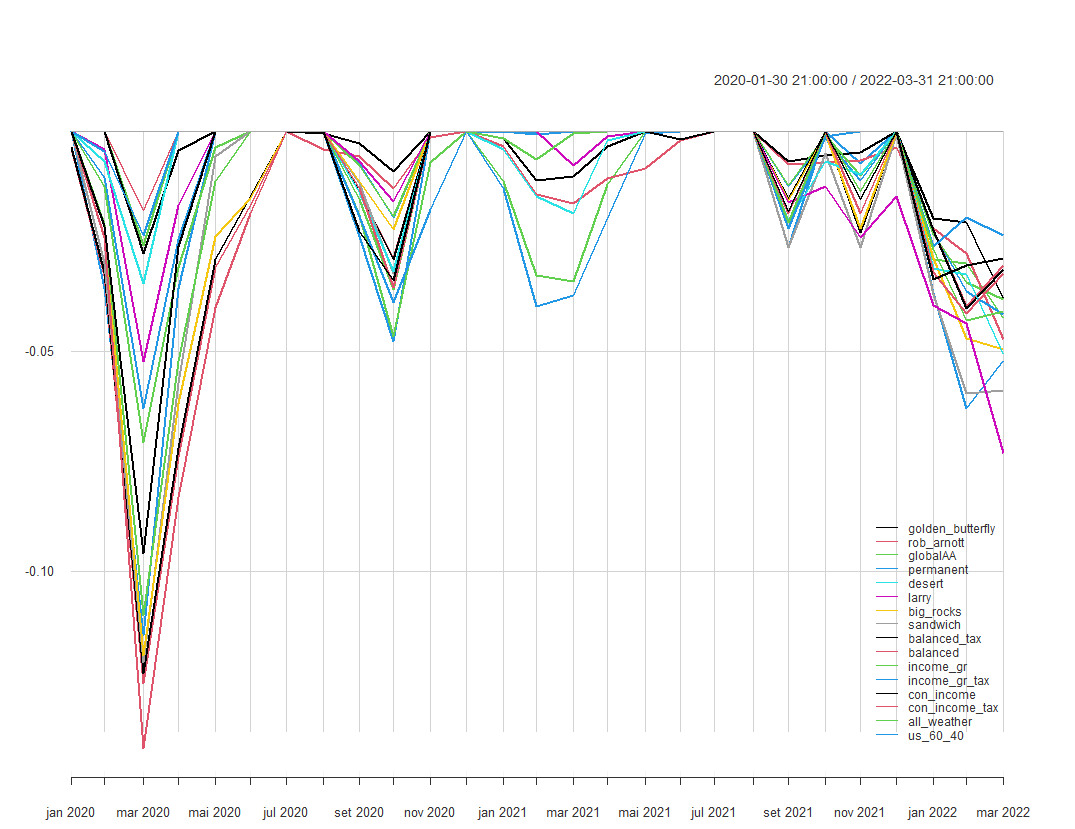 2020-01-30 21:00:00 / 2022-03-31 21:00:00
-0.05
-0.10
golden_butterfly
rob_arnott
globalAA
permanent
desert
larry
big_rocks
sandwich
balanced_tax
balanced
income_gr
income_gr_tax
con_income
con_income_tax
all_weather
us_60_40
jan 2020 mar 2020 mai 2020 jul 2020 set 2020 nov 2020 jan 2021 mar 2021 mai 2021 jul 2021 set 2021 nov 2021 jan 2022 mar 2022